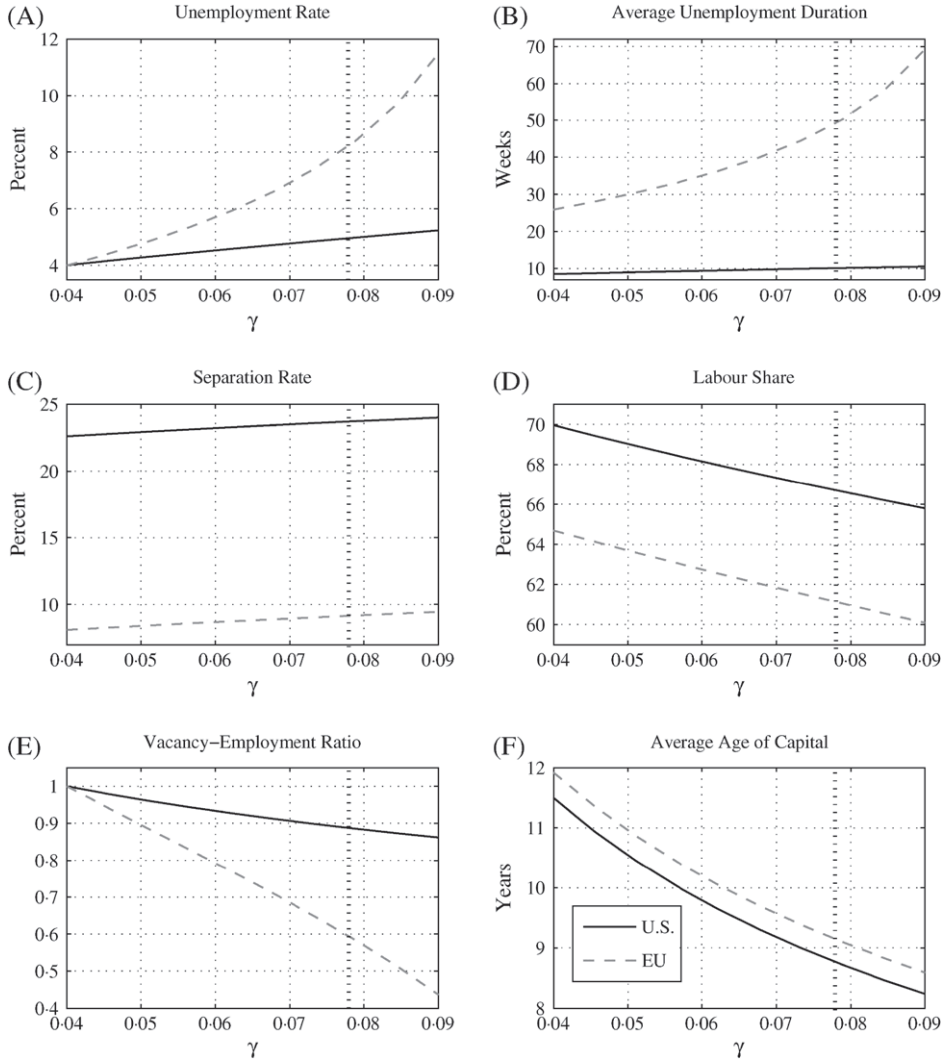 (A) Unemployment Rate
Percent
12
10
8
6
4
0·04 0·05 0·06 0·07 0·08 0·09
γ
(B) Average Unemployment Duration
Weeks
70
60
50
40
30
20
10
0·04 0·05 0·06 0·07 0·08 0·09
γ
(C) Separation Rate
Percent
25
20
15
10
0·04 0·05 0·06 0·07 0·08 0·09
γ
(D) Labour Share
Percent
70
68
66
64
62
60
0·04 0·05 0·06 0·07 0·08 0·09
γ
(E) Vacancy–Employment Ratio
1
0·9
0·8
0·7
0·6
0·5
0·4
0·04 0·05 0·06 0·07 0·08 0·09
γ
(F) Average Age of Capital
Years
12
11
10
9
8
U.S.
EU
0·04 0·05 0·06 0·07 0·08 0·09
γ